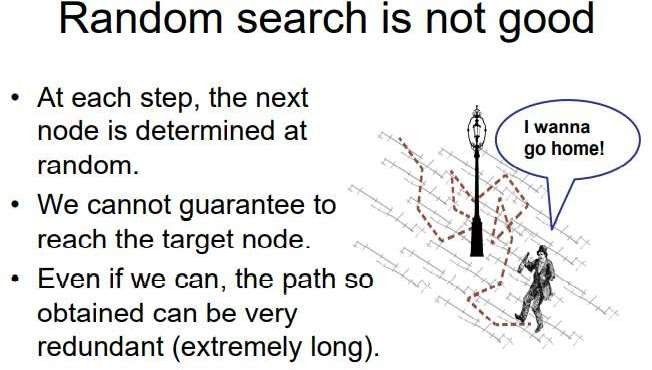 Random search is not good
• At each step, the next
node is determined at
random.
• We cannot guarantee to
reach the target node.
• Even if we can, the path so
obtained can be very
redundant (extremely long).
I wanna
go home!